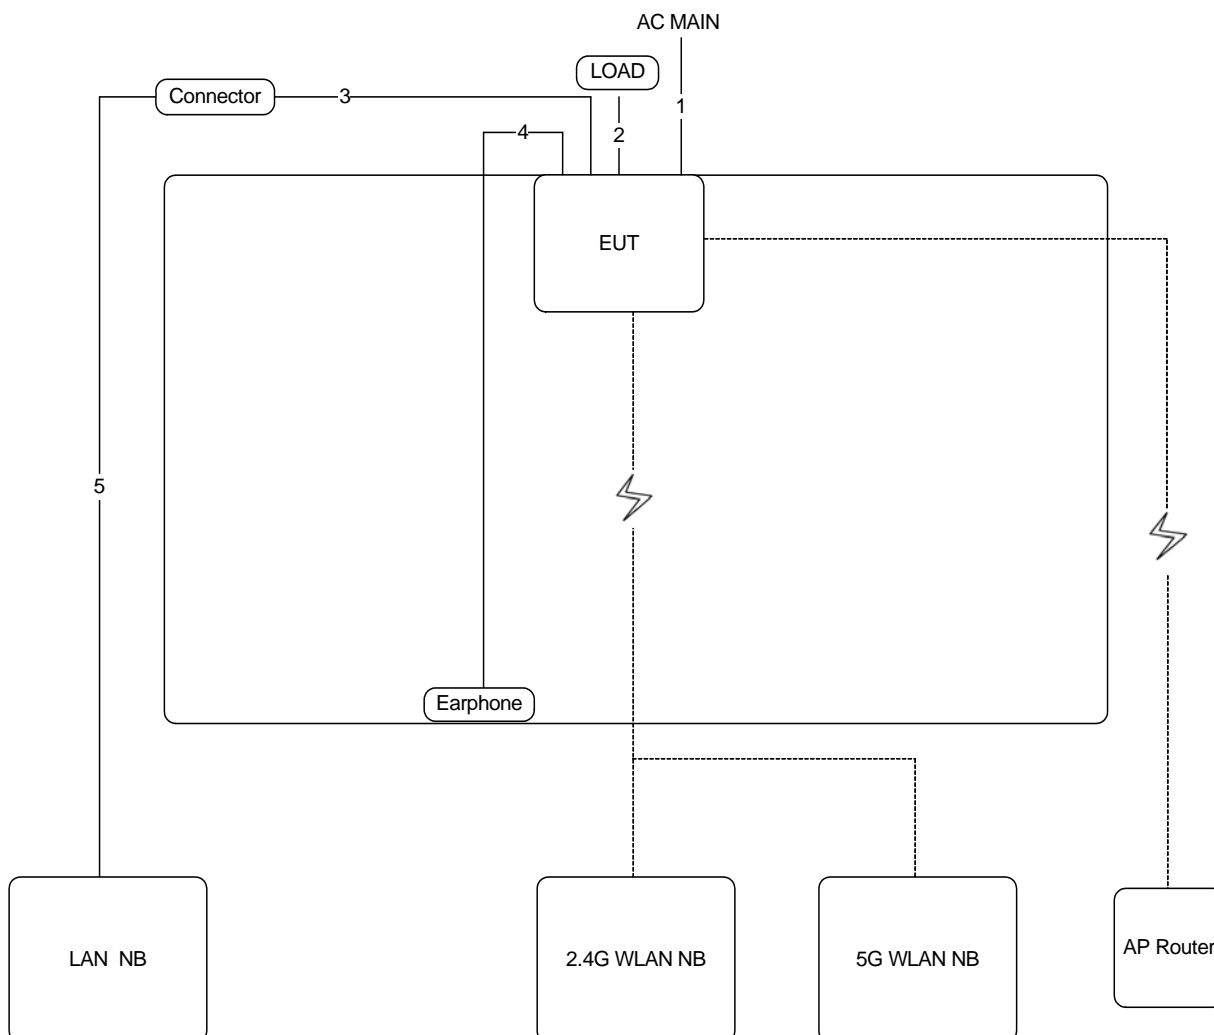 AC MAIN
LOAD
Connector
3
1
4
2
EUT
5
Earphone
LAN NB
2.4G WLAN NB
5G WLAN NB
AP Router